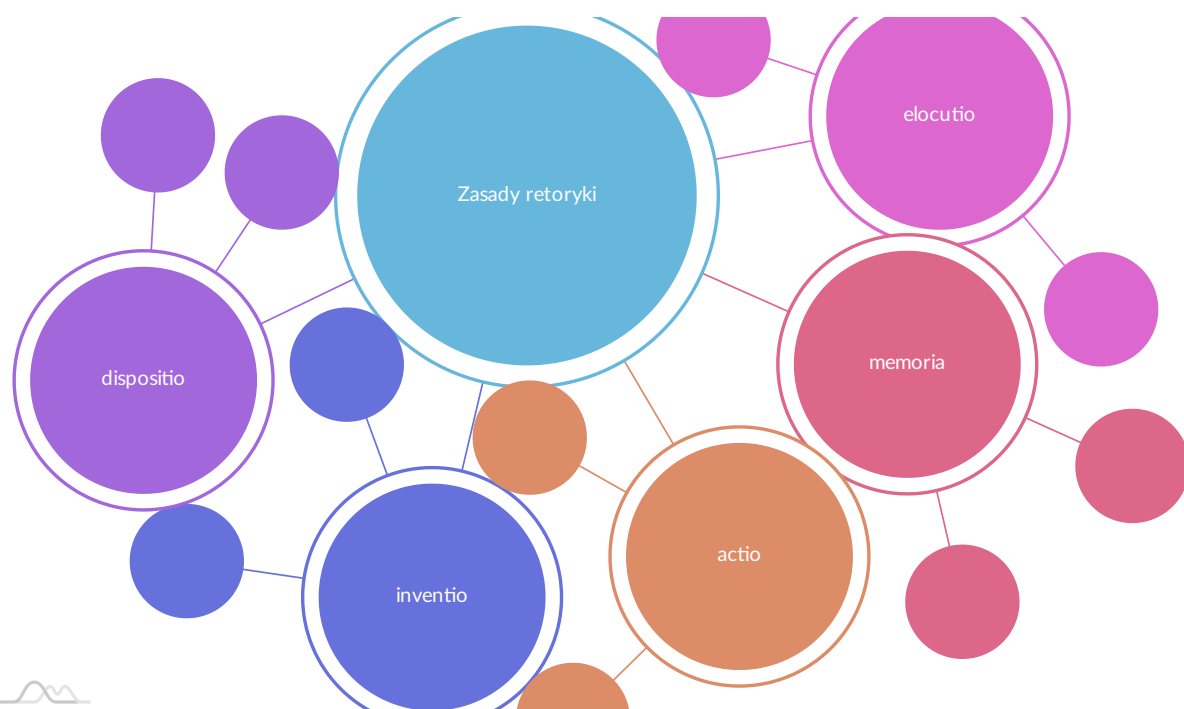 elocutio
Zasady retoryki
memoria
dispositio
actio
inventio